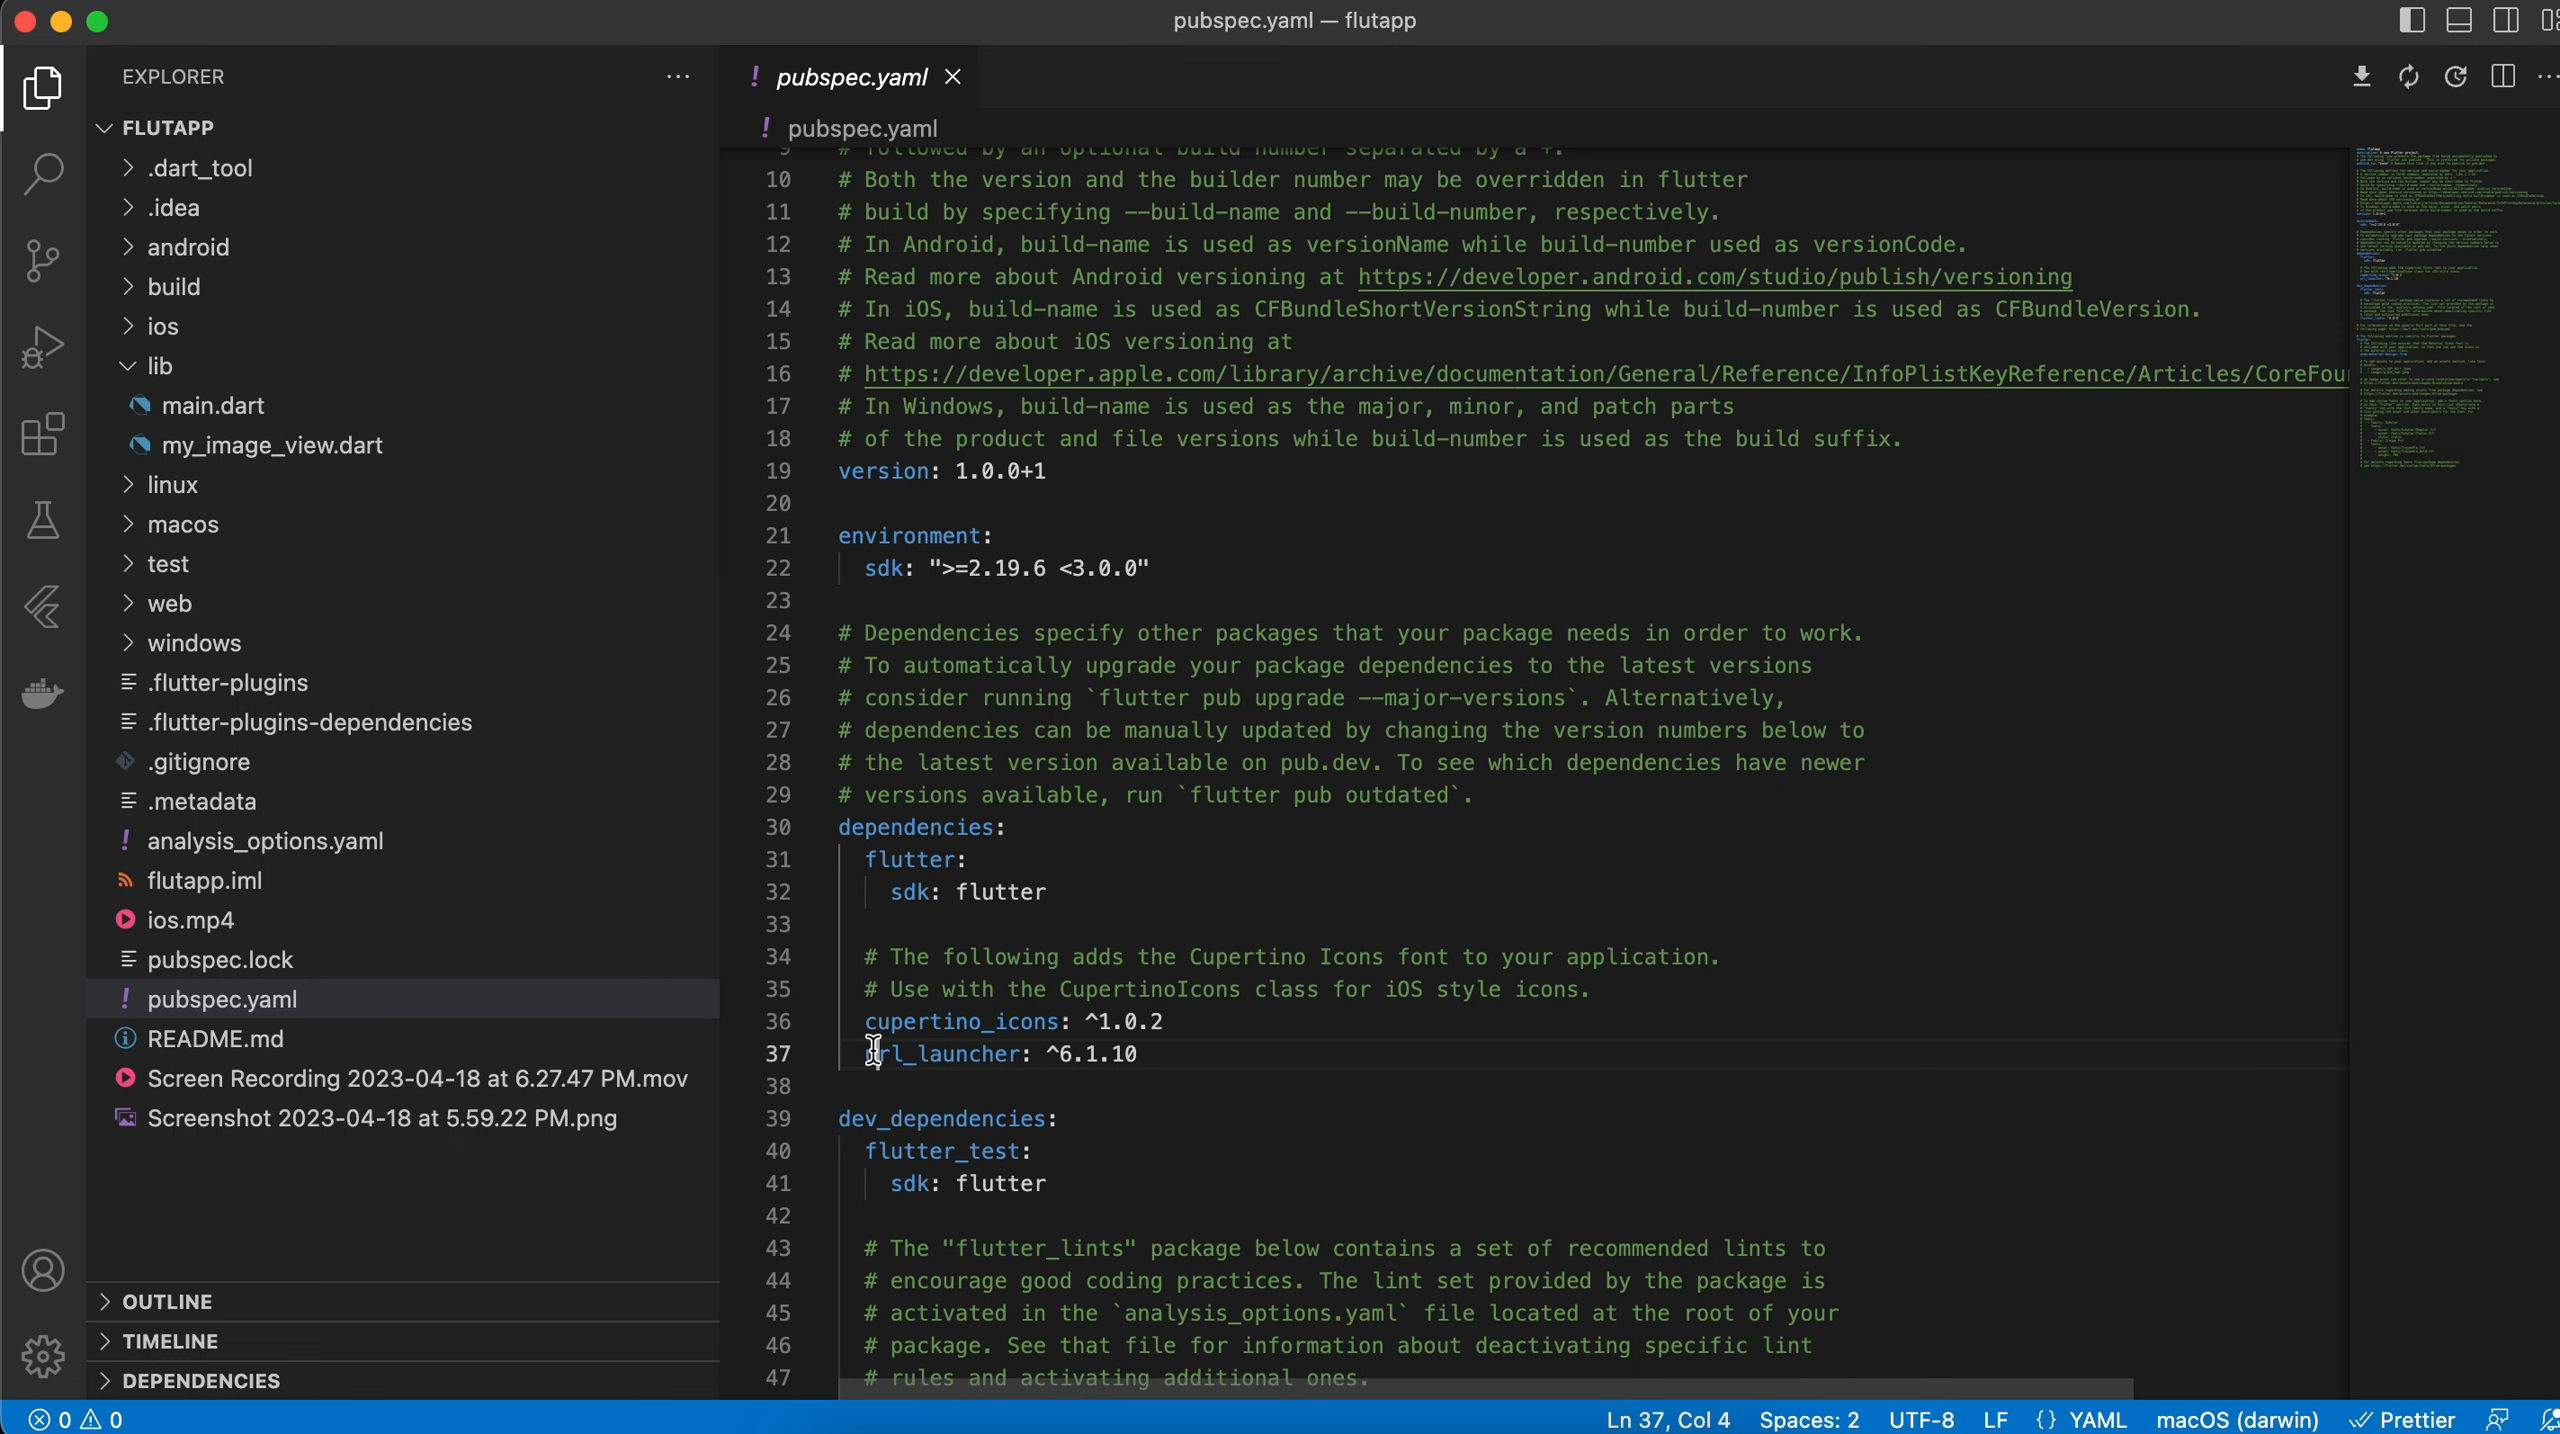 pubspec.yaml — flutapp
EXPLORER
FLUTAPP
.dart_tool
.idea
android
build
ios
lib
main.dart
my_image_view.dart
linux
macos
test
web
windows
.flutter-plugins
.flutter-plugins-dependencies
.gitignore
.metadata
analysis_options.yaml
flutapp.iml
ios.mp4
pubspec.lock
pubspec.yaml
README.md
Screen Recording 2023-04-18 at 6.27.47 PM.mov
Screenshot 2023-04-18 at 5.59.22 PM.png
OUTLINE
TIMELINE
DEPENDENCIES
! pubspec.yaml
! pubspec.yaml
9 # followed by an optional build number separated by a +.
10 # Both the version and the builder number may be overridden in flutter
11 # build by specifying --build-name and --build-number, respectively.
12 # In Android, build-name is used as versionName while build-number used as versionCode.
13 # Read more about Android versioning at https://developer.android.com/studio/publish/versioning
14 # In iOS, build-name is used as CFBundleShortVersionString while build-number is used as CFBundleVersion.
15 # Read more about iOS versioning at
16 # https://developer.apple.com/library/archive/documentation/General/Reference/InfoPlistKeyReference/Articles/CoreFou
17 # In Windows, build-name is used as the major, minor, and patch parts
18 # of the product and file versions while build-number is used as the build suffix.
19 version: 1.0.0+1
20
21 environment:
22 sdk: ">=2.19.6 <3.0.0"
23
24 # Dependencies specify other packages that your package needs in order to work.
25 # To automatically upgrade your package dependencies to the latest versions
26 # consider running `flutter pub upgrade --major-versions`. Alternatively,
27 # dependencies can be manually updated by changing the version numbers below to
28 # the latest version available on pub.dev. To see which dependencies have newer
29 # versions available, run `flutter pub outdated`.
30 dependencies:
31 flutter:
32 sdk: flutter
33
34 # The following adds the Cupertino Icons font to your application.
35 # Use with the CupertinoIcons class for iOS style icons.
36 cupertino_icons: ^1.0.2
37 url_launcher: ^6.1.10
38
39 dev_dependencies:
40 flutter_test:
41 sdk: flutter
42
43 # The "flutter_lints" package below contains a set of recommended lints to
44 # encourage good coding practices. The lint set provided by the package is
45 # activated in the `analysis_options.yaml` file located at the root of your
46 # package. See that file for information about deactivating specific lint
47 # rules and activating additional ones.
0 0 Ln 37, Col 4 Spaces: 2 UTF-8 LF {} YAML macOS (darwin) Prettier